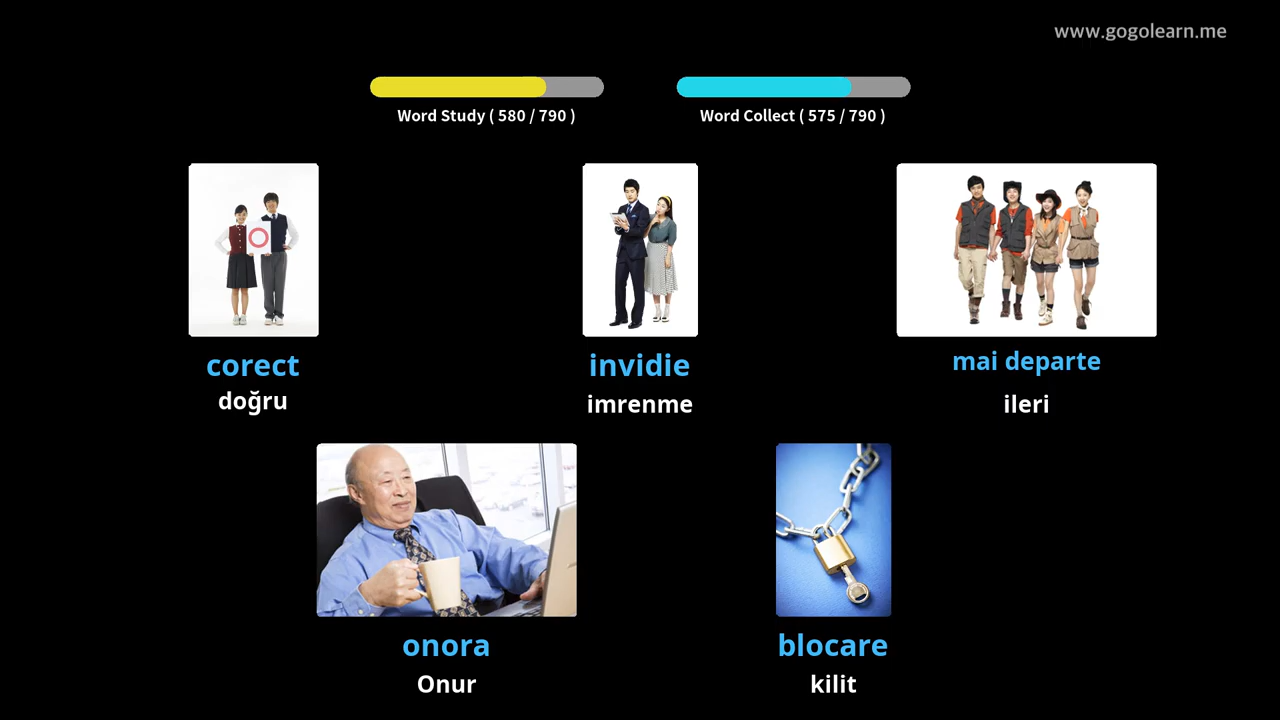 www.gogolearn.me
Word Study ( 580 / 790 )
Word Collect ( 575 / 790 )
corect
doğru
invidie
imrenme
mai departe
ileri
onora
Onur
blocare
kilit